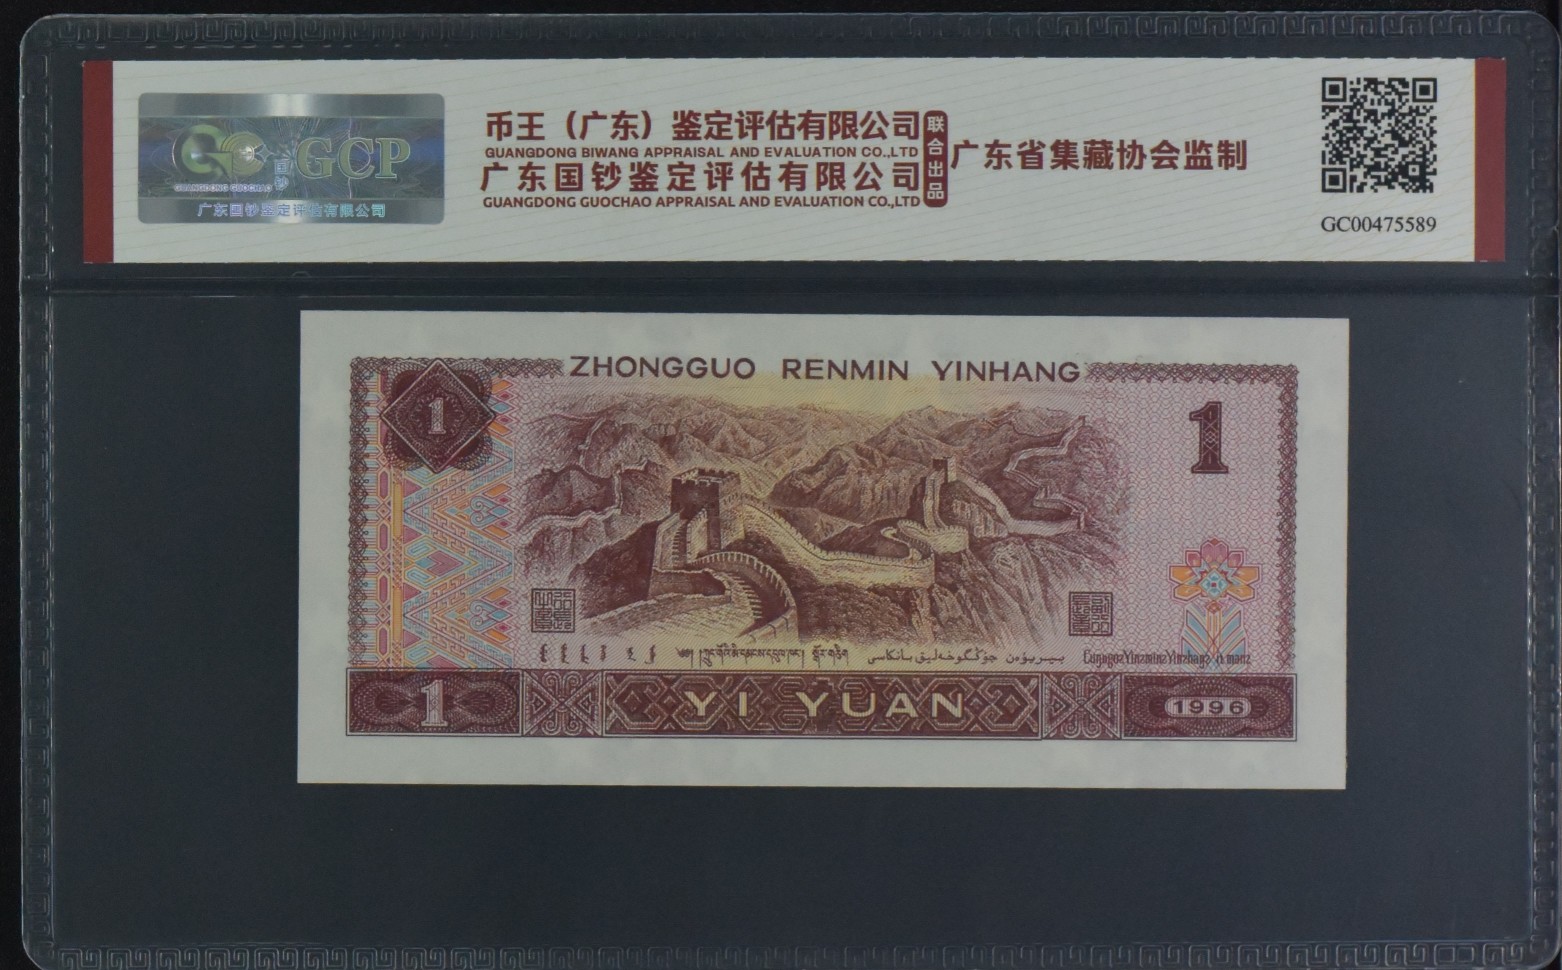 GC 国钞 GCP
GUANGDONG GUOCHAO
广东国钞鉴定评估有限公司
币王（广东）鉴定评估有限公司
GUANGDONG BIWANG APPRAISAL AND EVALUATION CO.,LTD
广东国钞鉴定评估有限公司
GUANGDONG GUOCHAO APPRAISAL AND EVALUATION CO.,LTD
联合出品
广东省集藏协会监制
GC00475589
ZHONGGUO RENMIN YINHANG
1
1
1 YI YUAN 1996